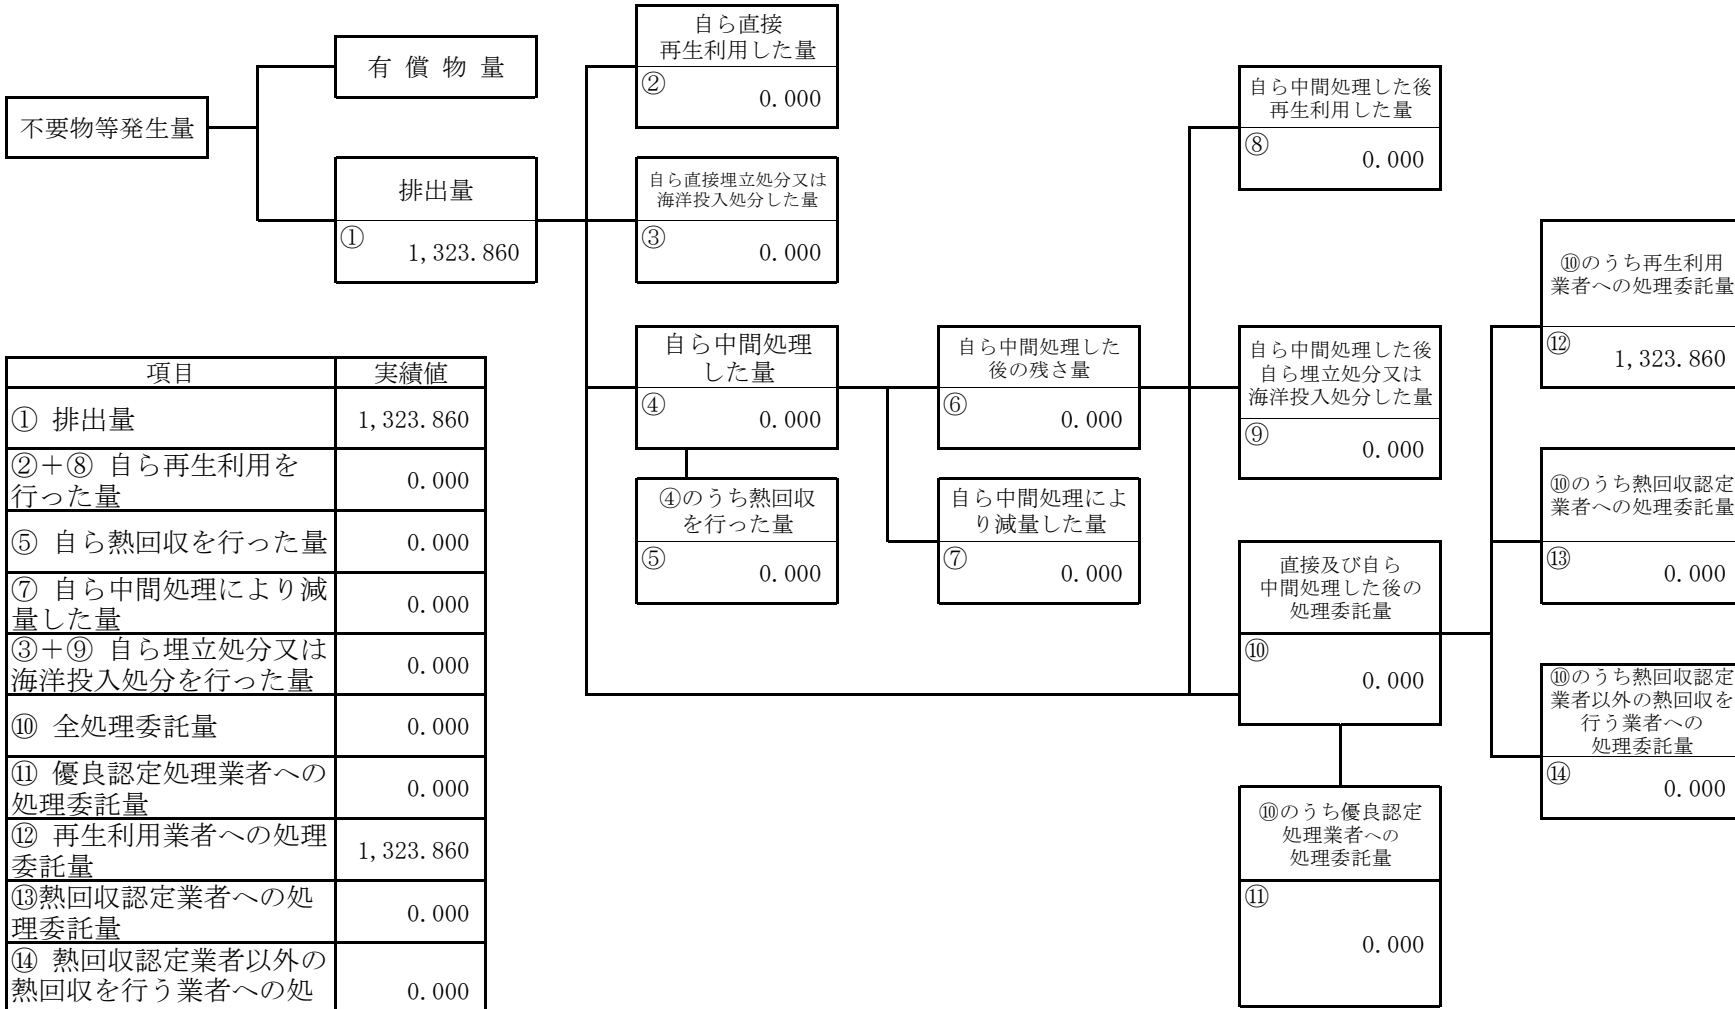 不要物等発生量
有 償 物 量
排出量
①
1,323.860
自ら直接
再生利用した量
②
0.000
自ら直接埋立処分又は
海洋投入処分した量
③
0.000
自ら中間処理
した量
④
0.000
④のうち熱回収
を行った量
⑤
0.000
自ら中間処理した
後の残さ量
⑥
0.000
自ら中間処理によ
り減量した量
⑦
0.000
自ら中間処理した後
再生利用した量
⑧
0.000
自ら中間処理した後
自ら埋立処分又は
海洋投入処分した量
⑨
0.000
直接及び自ら
中間処理した後の
処理委託量
⑩
0.000
⑩のうち優良認定
処理業者への
処理委託量
⑪
0.000
⑩のうち再生利用
業者への処理委託量
⑫
1,323.860
⑩のうち熱回収認定
業者への処理委託量
⑬
0.000
⑩のうち熱回収認定
業者以外の熱回収を
行う業者への
処理委託量
⑭
0.000
項目 実績値
① 排出量 1,323.860
②＋⑧ 自ら再生利用を
行った量 0.000
⑤ 自ら熱回収を行った量 0.000
⑦ 自ら中間処理により減
量した量 0.000
③＋⑨ 自ら埋立処分又は
海洋投入処分を行った量 0.000
⑩ 全処理委託量 0.000
⑪ 優良認定処理業者への
処理委託量 0.000
⑫ 再生利用業者への処理
委託量 1,323.860
⑬熱回収認定業者への処
理委託量 0.000
⑭ 熱回収認定業者以外の
熱回収を行う業者への処 0.000